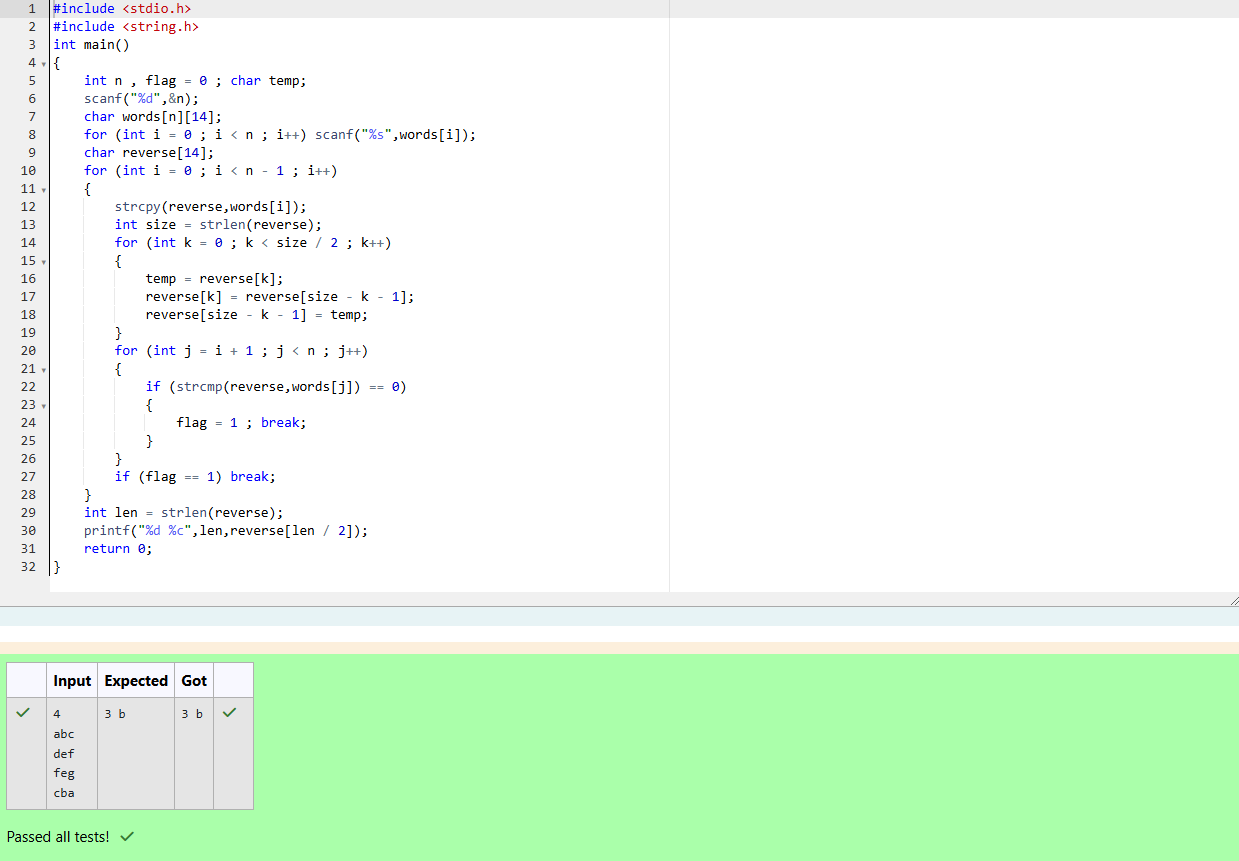 1 #include <stdio.h>
2 #include <string.h>
3 int main()
4 {
5 int n , flag = 0 ; char temp;
6 scanf("%d",&n);
7 char words[n][14];
8 for (int i = 0 ; i < n ; i++) scanf("%s",words[i]);
9 char reverse[14];
10 for (int i = 0 ; i < n - 1 ; i++)
11 {
12 strcpy(reverse,words[i]);
13 int size = strlen(reverse);
14 for (int k = 0 ; k < size / 2 ; k++)
15 {
16 temp = reverse[k];
17 reverse[k] = reverse[size - k - 1];
18 reverse[size - k - 1] = temp;
19 }
20 for (int j = i + 1 ; j < n ; j++)
21 {
22 if (strcmp(reverse,words[j]) == 0)
23 {
24 flag = 1 ; break;
25 }
26 }
27 if (flag == 1) break;
28 }
29 int len = strlen(reverse);
30 printf("%d %c",len,reverse[len / 2]);
31 return 0;
32 }
Input Expected Got
4 3 b 3 b
abc
def
feg
cba
Passed all tests!